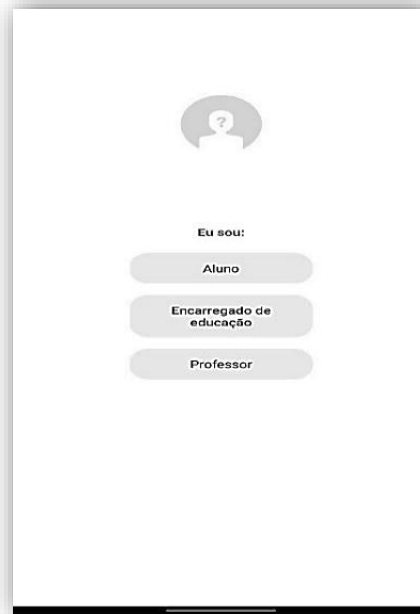 ?
Eu sou:
Aluno
Encarregado de
educação
Professor